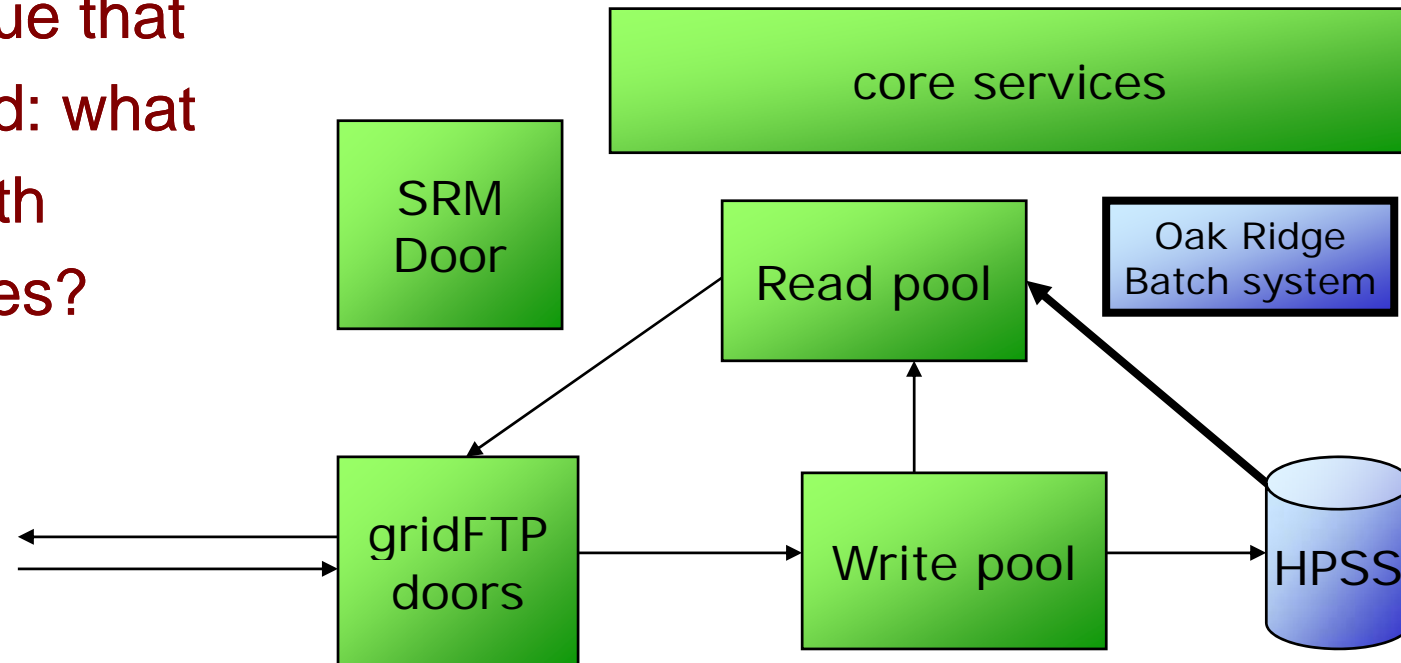 ue that
d: what
th
es?
core services
SRM
Door
Read pool
Oak Ridge
Batch system
gridFTP
doors
Write pool
HPSS